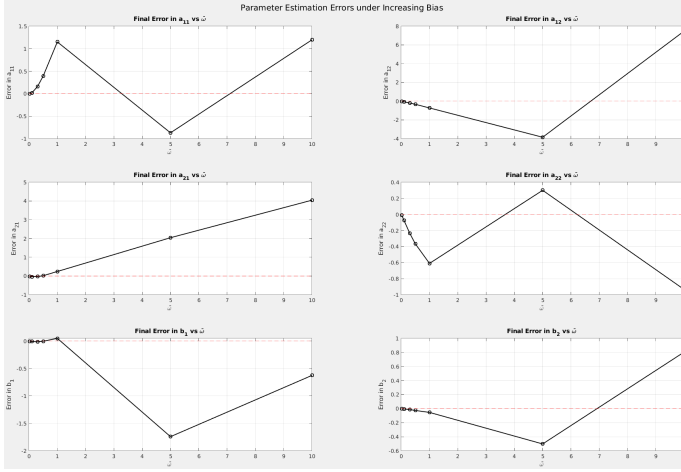 Parameter Estimation Errors under Increasing Bias
Final Error in a11 vs ω̄
Error in a11
1.5
1
0.5
0
-0.5
-1
0 1 2 3 4 5 6 7 8 9 10
ω̄
Final Error in a12 vs ω̄
Error in a12
8
6
4
2
0
-2
-4
0 1 2 3 4 5 6 7 8 9
ω̄
Final Error in a21 vs ω̄
Error in a21
5
4
3
2
1
0
-1
0 1 2 3 4 5 6 7 8 9 10
ω̄
Final Error in a22 vs ω̄
Error in a22
0.4
0.2
0
-0.2
-0.4
-0.6
-0.8
-1
0 1 2 3 4 5 6 7 8 9
ω̄
Final Error in b1 vs ω̄
Error in b1
0
-0.5
-1
-1.5
-2
0 1 2 3 4 5 6 7 8 9 10
ω̄
Final Error in b2 vs ω̄
Error in b2
1
0.8
0.6
0.4
0.2
0
-0.2
-0.4
-0.6
0 1 2 3 4 5 6 7 8 9
ω̄